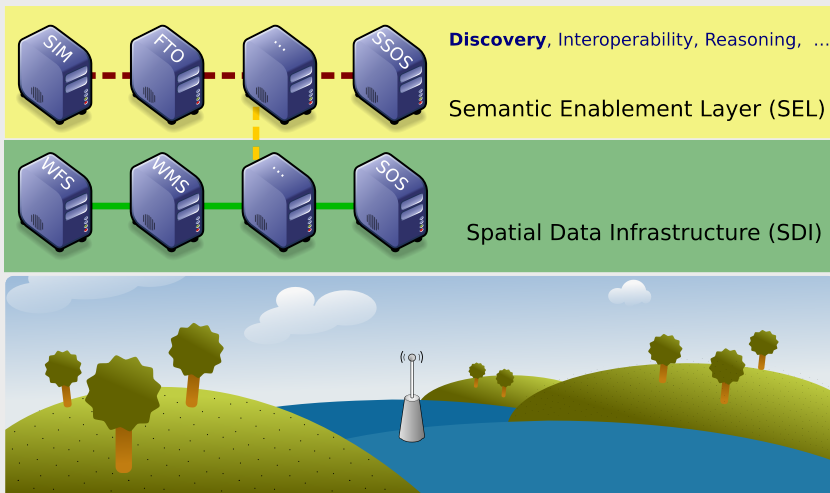 SIM
FTO
...
SSOS
Discovery, Interoperability, Reasoning, ...
Semantic Enablement Layer (SEL)
WFS
WMS
...
SOS
Spatial Data Infrastructure (SDI)